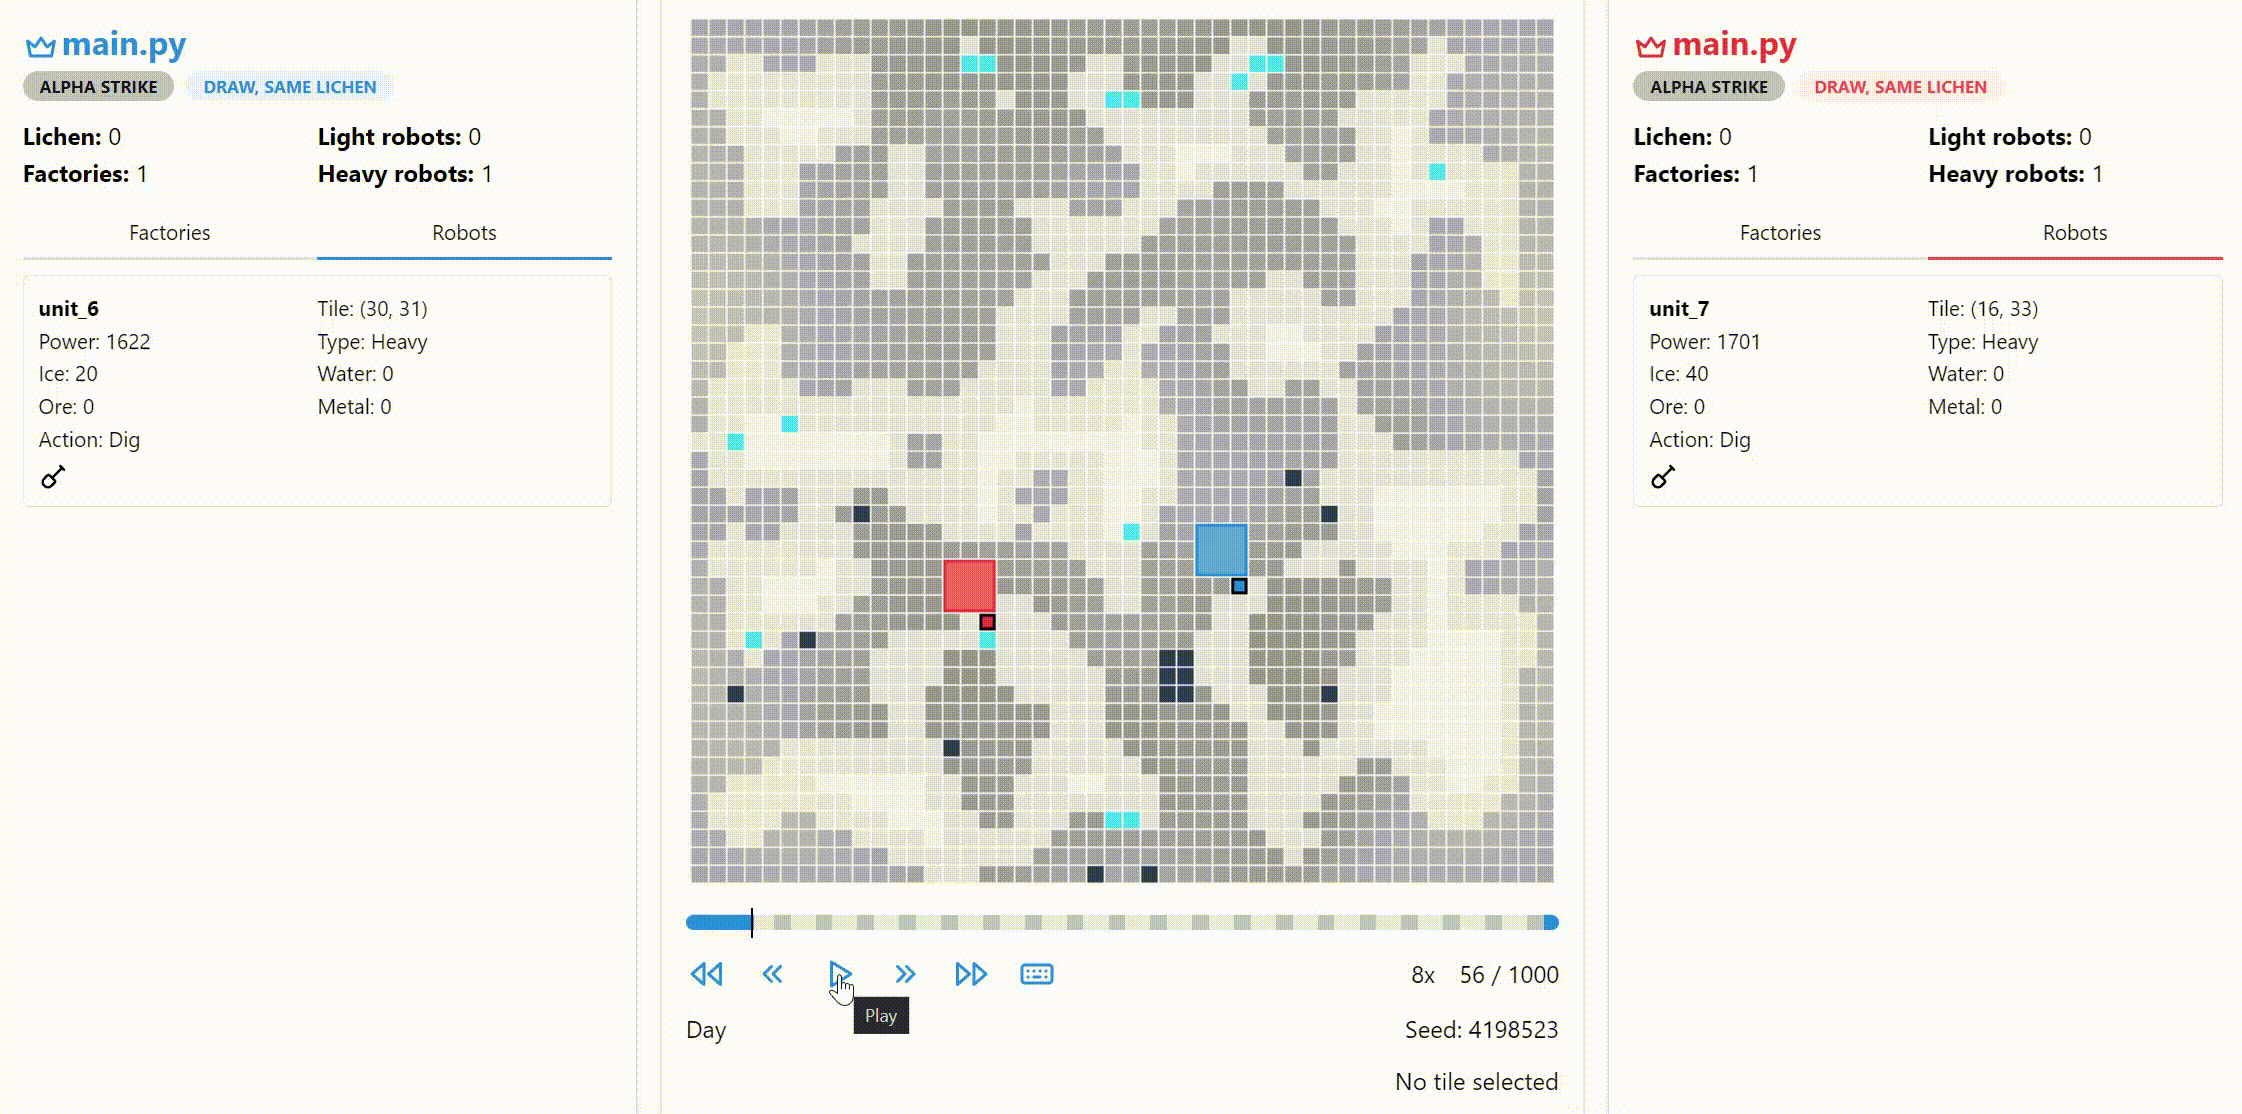 main.py
ALPHA STRIKE DRAW, SAME LICHEN
Lichen: 0 Light robots: 0
Factories: 1 Heavy robots: 1
Factories Robots
unit_6 Tile: (30, 31)
Power: 1622 Type: Heavy
Ice: 20 Water: 0
Ore: 0 Metal: 0
Action: Dig
8x 56 / 1000
Play
Day Seed: 4198523
No tile selected
main.py
ALPHA STRIKE DRAW, SAME LICHEN
Lichen: 0 Light robots: 0
Factories: 1 Heavy robots: 1
Factories Robots
unit_7 Tile: (16, 33)
Power: 1701 Type: Heavy
Ice: 40 Water: 0
Ore: 0 Metal: 0
Action: Dig